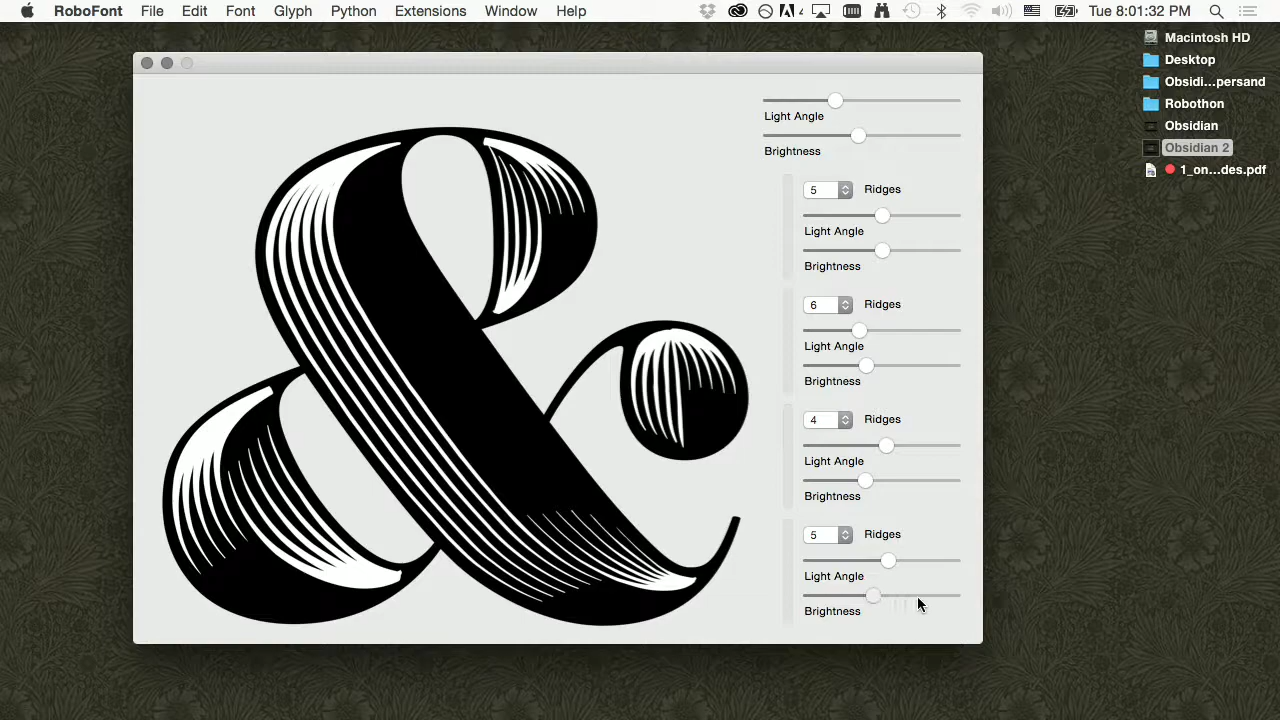 RoboFont File Edit Font Glyph Python Extensions Window Help 4 Tue 8:01:32 PM
Macintosh HD
Desktop
Obsidi...persand
Robothon
Obsidian
Obsidian 2
1_on...des.pdf
&
Light Angle
Brightness
5 Ridges
Light Angle
Brightness
6 Ridges
Light Angle
Brightness
4 Ridges
Light Angle
Brightness
5 Ridges
Light Angle
Brightness